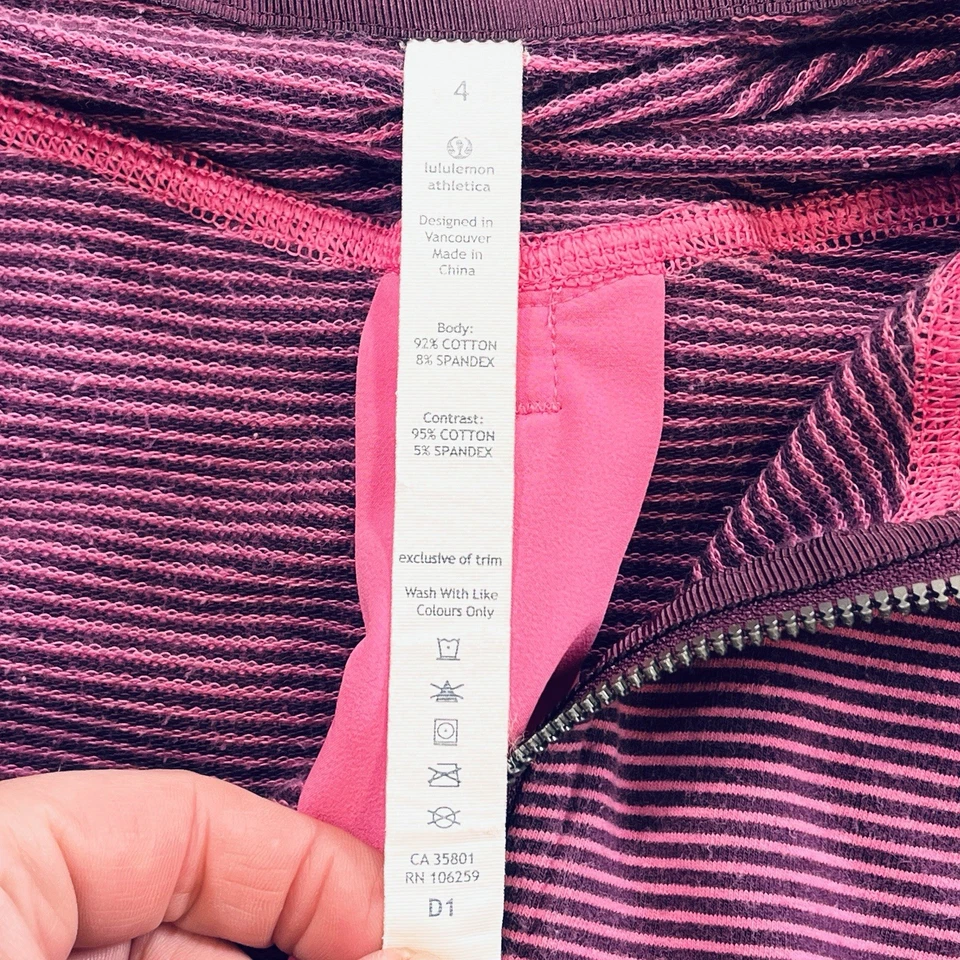 4
lululemon
athletica
Designed in
Vancouver
Made in
China
Body:
92% COTTON
8% SPANDEX
Contrast:
95% COTTON
5% SPANDEX
exclusive of trim
Wash With Like
Colours Only
CA 35801
RN 106259
D1